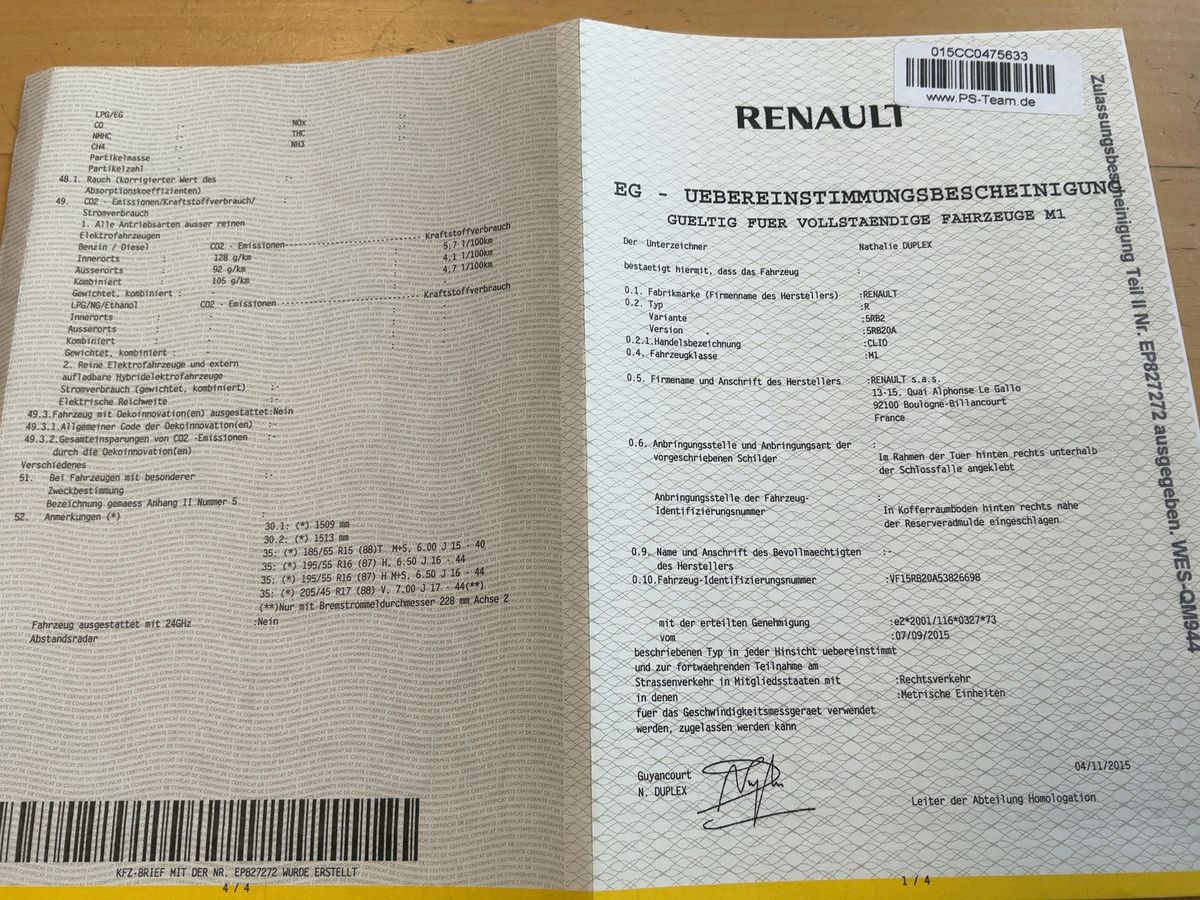 LPG/EG
CO :- NOx :-
NMHC :- THC :-
CH4 :- NH3
Partikelmasse -
Partikelzahl
48.1. Rauch (korrigierter Wert des :-
Absorptionskoeffizienten)
49. CO2 - Emissionen/Kraftstoffverbrauch/ :
Stromverbrauch
1. Alle Antriebsarten ausser reinen
Elektrofahrzeugen
Benzin / Diesel CO2 - Emissionen Kraftstoffverbrauch
Innerorts : 128 g/km : 5,7 l/100km
Ausserorts : 92 g/km : 4,1 l/100km
Kombiniert : 105 g/km : 4,7 l/100km
Gewichtet, kombiniert :
LPG/NG/Ethanol CO2 - Emissionen Kraftstoffverbrauch
Innerorts :
Ausserorts :
Kombiniert :
Gewichtet, kombiniert :
2. Reine Elektrofahrzeuge und extern
aufladbare Hybridelektrofahrzeuge
Stromverbrauch (gewichtet, kombiniert) :-
Elektrische Reichweite :-
49.3.Fahrzeug mit Oekoinnovation(en) ausgestattet:Nein
49.3.1.Allgemeiner Code der Oekoinnovation(en) :-
49.3.2.Gesamteinsparungen von CO2 -Emissionen :-
durch die Oekoinnovation(en)
Verschiedenes
51. Bei Fahrzeugen mit besonderer :-
Zweckbestimmung
Bezeichnung gemaess Anhang II Nummer 5
52. Anmerkungen (*) :
30.1: (*) 1509 mm
30.2: (*) 1513 mm
35: (*) 185/65 R15 (88)T M+S, 6.00 J 15 - 40
35: (*) 195/55 R16 (87) H, 6.50 J 16 - 44
35: (*) 195/55 R16 (87) H M+S, 6.50 J 16 - 44
35: (*) 205/45 R17 (88) V, 7.00 J 17 - 44(**)
(**)Nur mit Bremstrommeldurchmesser 228 mm Achse 2
Fahrzeug ausgestattet mit 24GHz :Nein
Abstandsradar
KFZ-BRIEF MIT DER NR. EP827272 WURDE ERSTELLT
4 / 4
015CC0475633
www.PS-Team.de
RENAULT
EG - UEBEREINSTIMMUNGSBESCHEINIGUNG
GUELTIG FUER VOLLSTAENDIGE FAHRZEUGE M1
Der Unterzeichner Nathalie DUPLEX
bestaetigt hiermit, dass das Fahrzeug :
0.1. Fabrikmarke (Firmenname des Herstellers) :RENAULT
0.2. Typ :R
Variante :5RB2
Version :5RB20A
0.2.1.Handelsbezeichnung :CLIO
0.4. Fahrzeugklasse :M1
0.5. Firmename und Anschrift des Herstellers :RENAULT s.a.s.
13-15, Quai Alphonse Le Gallo
92100 Boulogne-Billancourt
France
0.6. Anbringungsstelle und Anbringungsart der :
vorgeschriebenen Schilder Im Rahmen der Tuer hinten rechts unterhalb
der Schlossfalle angeklebt
Anbringungsstelle der Fahrzeug- :
Identifizierungsnummer In Kofferraumboden hinten rechts nahe
der Reserveradmulde eingeschlagen
0.9. Name und Anschrift des Bevollmaechtigten :-
des Herstellers
0.10.Fahrzeug-Identifizierungsnummer :VF15RB20A53826698
mit der erteilten Genehmigung :e2*2001/116*0327*73
vom :07/09/2015
beschriebenen Typ in jeder Hinsicht uebereinstimmt
und zur fortwaehrenden Teilnahme am
Strassenverkehr in Mitgliedsstaaten mit :Rechtsverkehr
in denen :Metrische Einheiten
fuer das Geschwindigkeitsmessgeraet verwendet
werden, zugelassen werden kann
Guyancourt 04/11/2015
N. DUPLEX
Leiter der Abteilung Homologation
1 / 4
Zulassungsbescheinigung Teil II Nr. EP827272 ausgegeben. WES-QM944